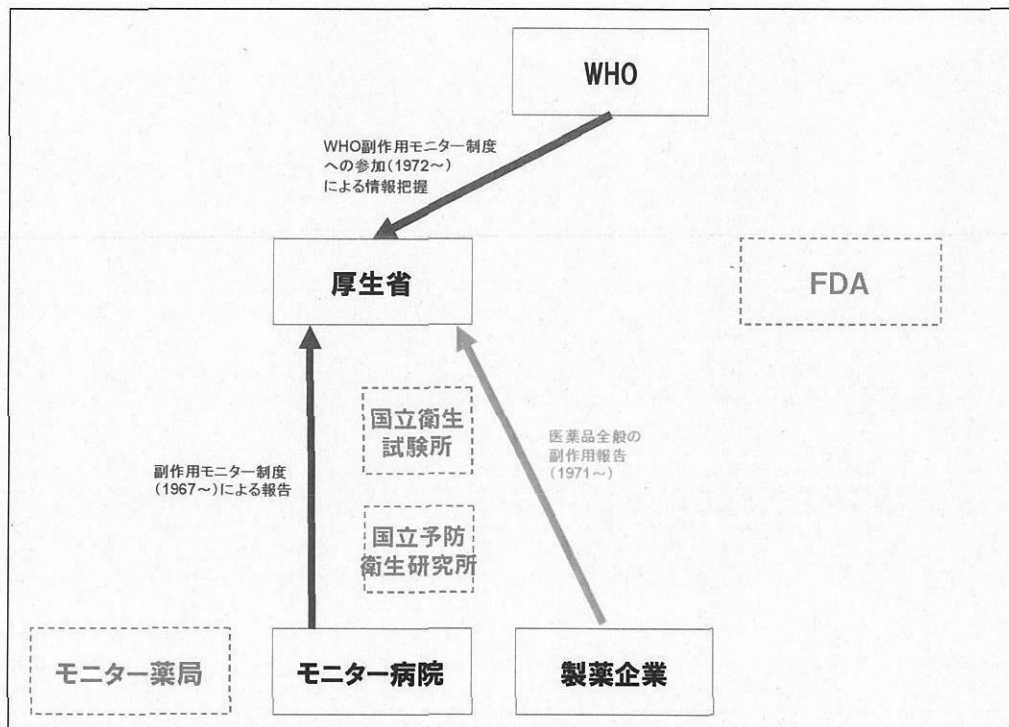 WHO
WHO副作用モニター制度
への参加(1972～)
による情報把握
厚生省
FDA
国立衛生
試験所
医薬品全般の
副作用報告
(1971～)
副作用モニター制度
(1967～)による報告
国立予防
衛生研究所
モニター薬局
モニター病院
製薬企業